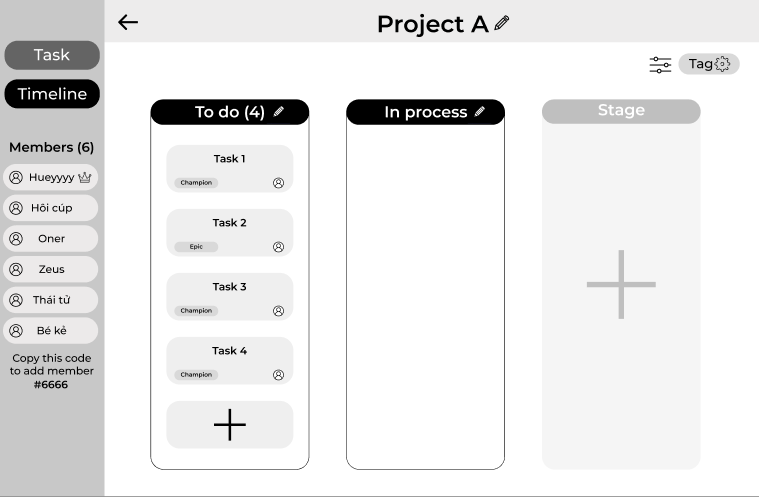 Project A
Task
Timeline
Members (6)
Hueyyyy
Hôi cúp
Oner
Zeus
Thái tử
Bé kẻ
Copy this code
to add member
#6666
Tag
To do (4)
Task 1
Champion
Task 2
Epic
Task 3
Champion
Task 4
Champion
In process
Stage